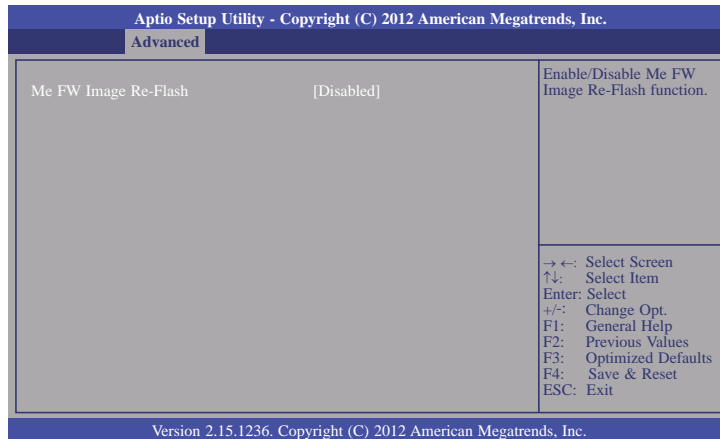 Aptio Setup Utility - Copyright (C) 2012 American Megatrends, Inc.
Advanced
Me FW Image Re-Flash [Disabled]
Enable/Disable Me FW
Image Re-Flash function.
→ ←: Select Screen
↑↓: Select Item
Enter: Select
+/-: Change Opt.
F1: General Help
F2: Previous Values
F3: Optimized Defaults
F4: Save & Reset
ESC: Exit
Version 2.15.1236. Copyright (C) 2012 American Megatrends, Inc.